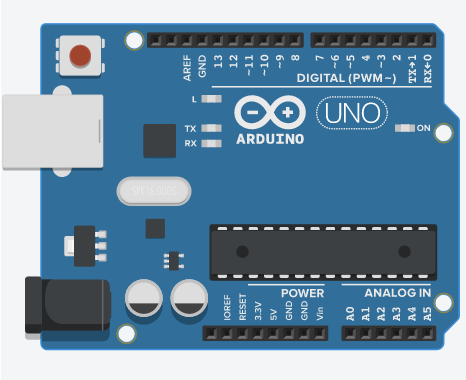 AREF
GND
13
12
~11
~10
~9
8
7
~6
~5
4
~3
2
TX→1
RX←0
DIGITAL (PWM~)
L
TX
RX
ARDUINO
UNO
ON
POWER
ANALOG IN
IOREF
RESET
3.3V
5V
GND
GND
Vin
A0
A1
A2
A3
A4
A5